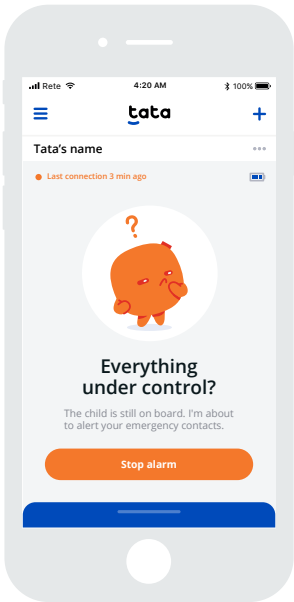 Rete 4:20 AM 100%
tata
Tata's name
Last connection 3 min ago
?
Everything
under control?
The child is still on board. I'm about
to alert your emergency contacts.
Stop alarm